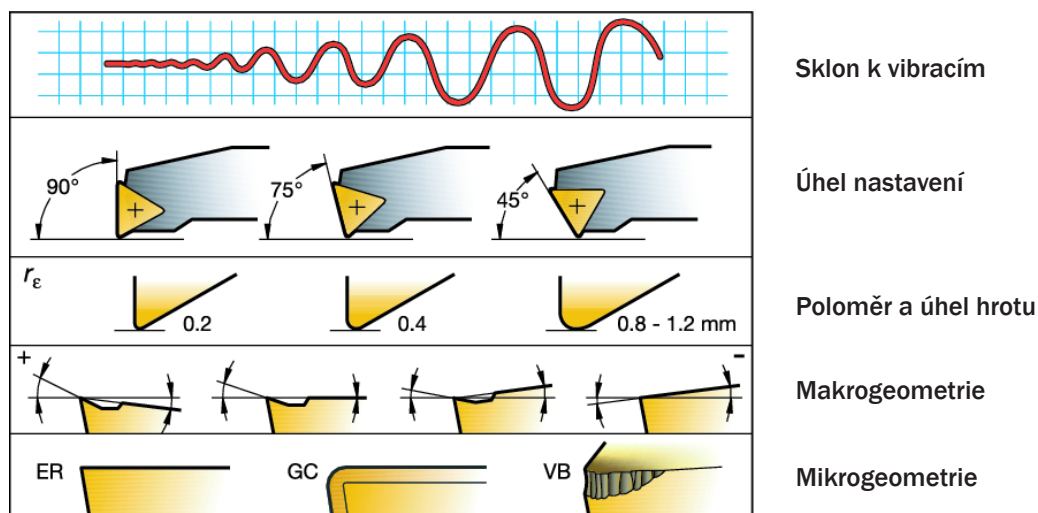 Sklon k vibracím
90°
75°
45°
Úhel nastavení
rε
0.2
0.4
0.8 - 1.2 mm
Poloměr a úhel hrotu
+
-
Makrogeometrie
ER
GC
VB
Mikrogeometrie